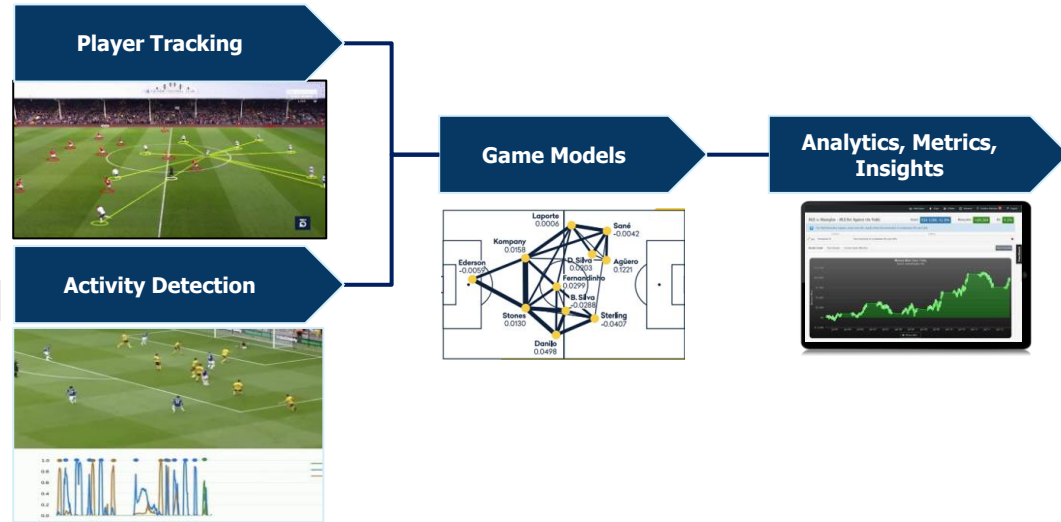 Player Tracking
Activity Detection
1.0
0.8
0.6
0.4
0.2
0.0
Game Models
Laporte
0.0006
Sané
-0.0042
Kompany
0.0158
D. Silva
0.0203
Agüero
0.1221
Ederson
-0.0059
Fernandinho
0.0299
B. Silva
-0.0288
Stones
0.0130
Sterling
-0.0407
Danilo
0.0498
Analytics, Metrics,
Insights